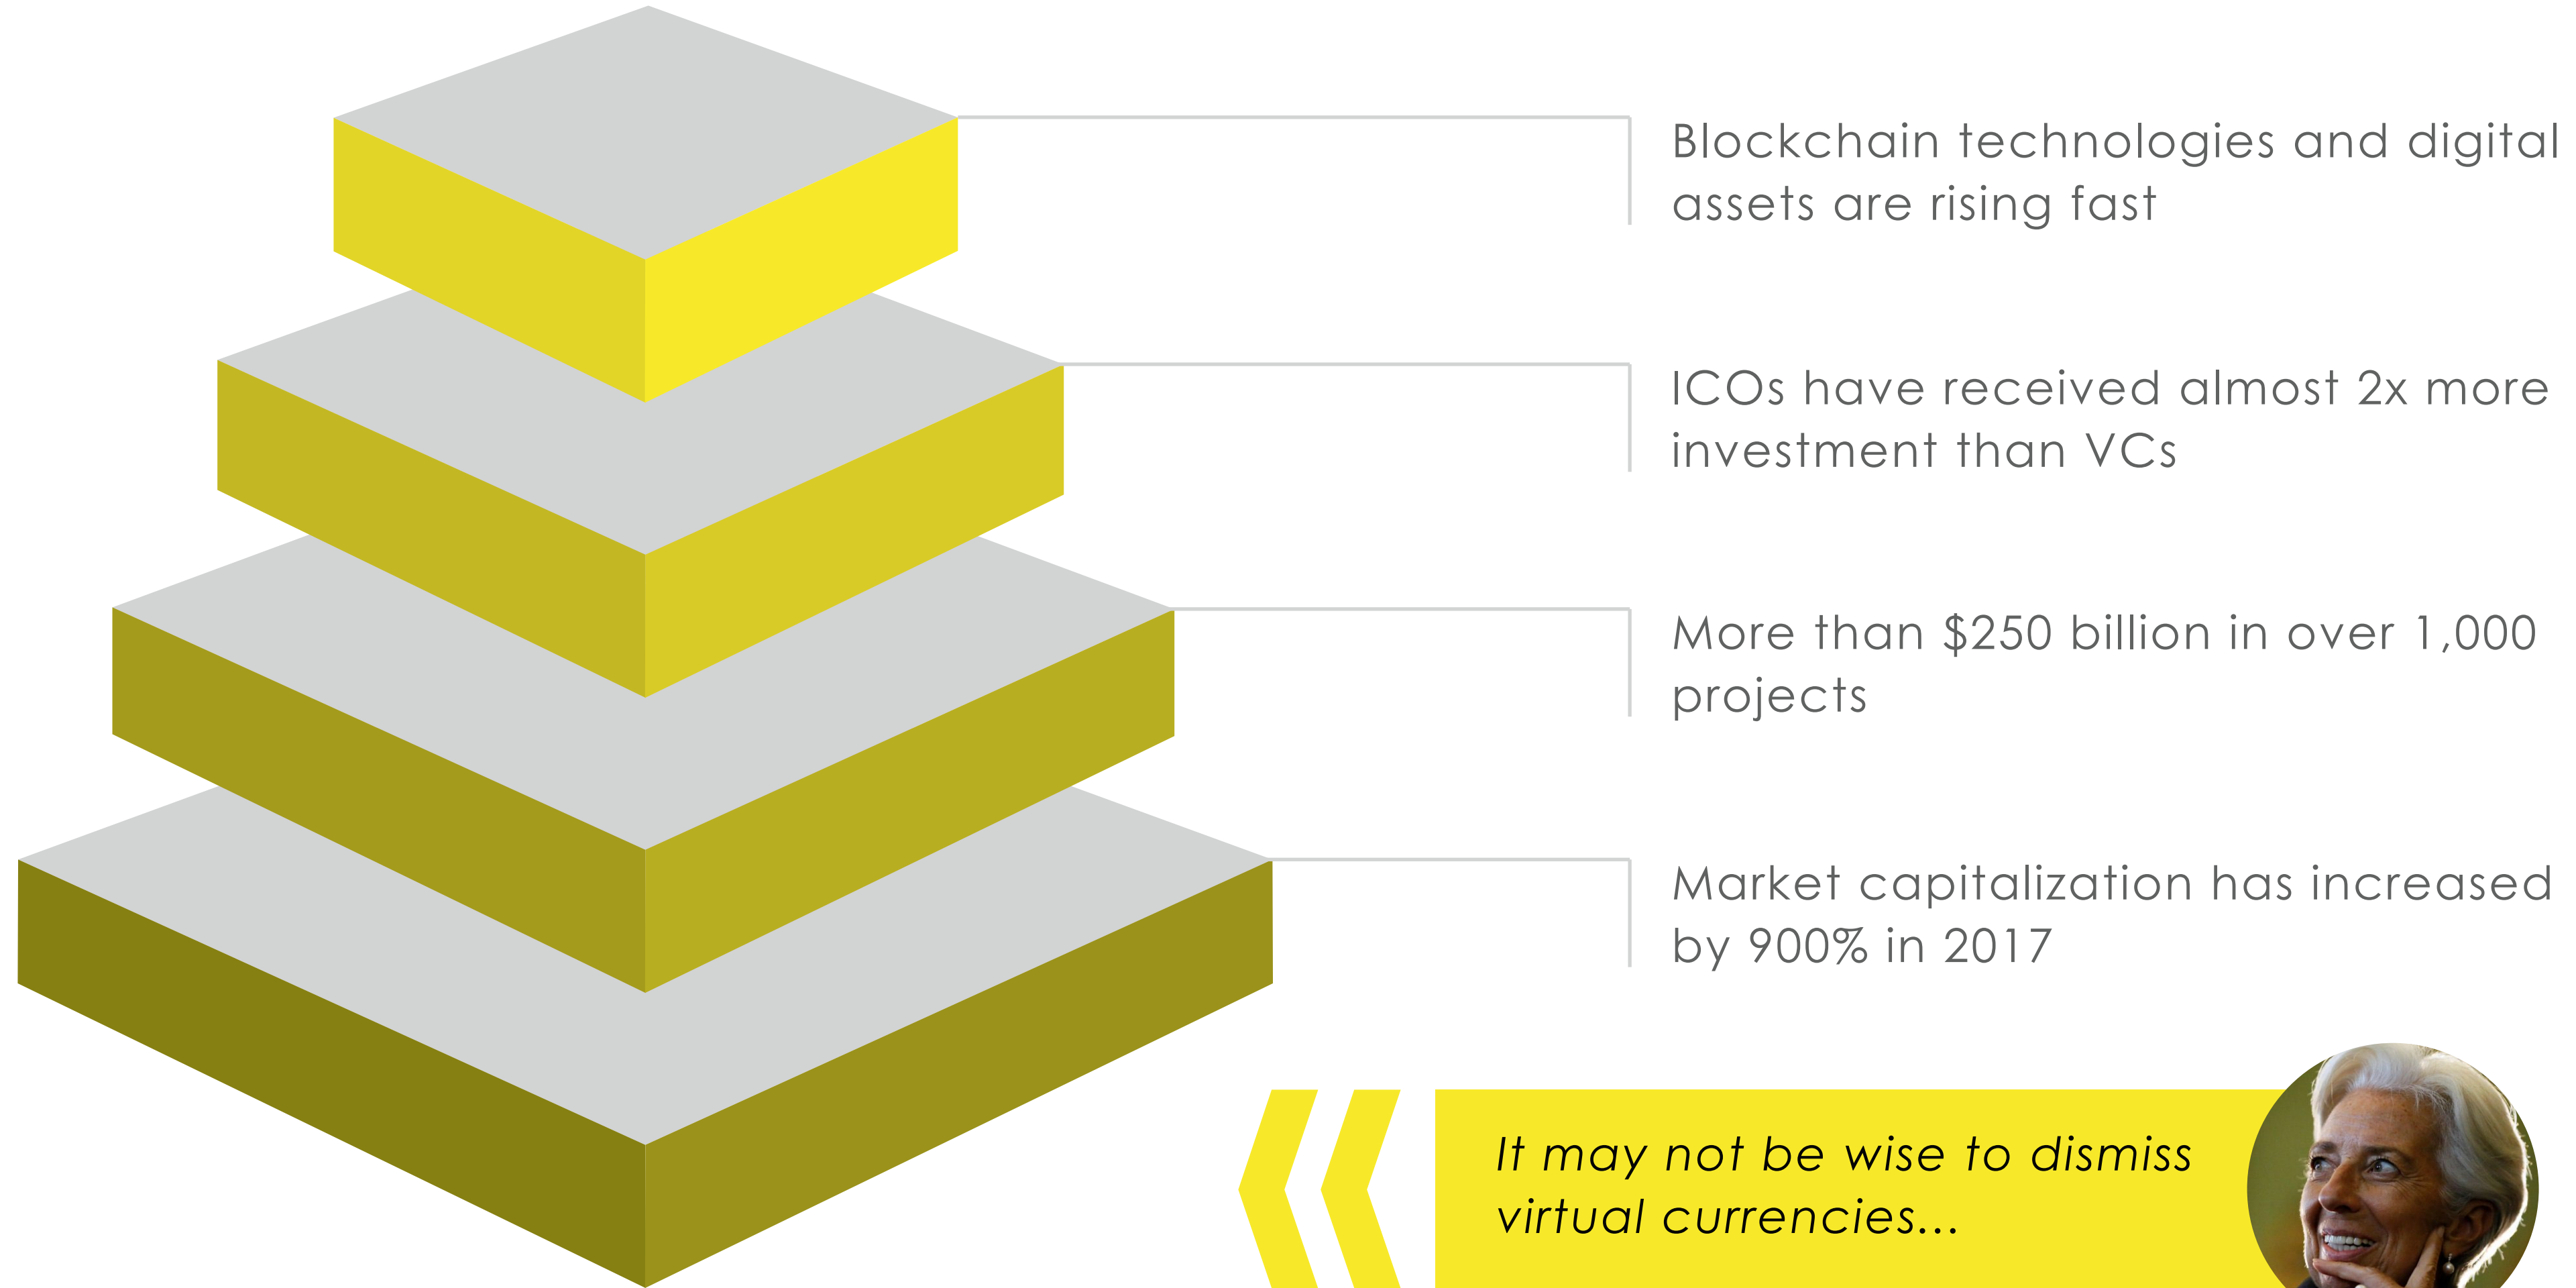 Blockchain technologies and digital
assets are rising fast
ICOs have received almost 2x more
investment than VCs
More than $250 billion in over 1,000
projects
Market capitalization has increased
by 900% in 2017
It may not be wise to dismiss
virtual currencies...